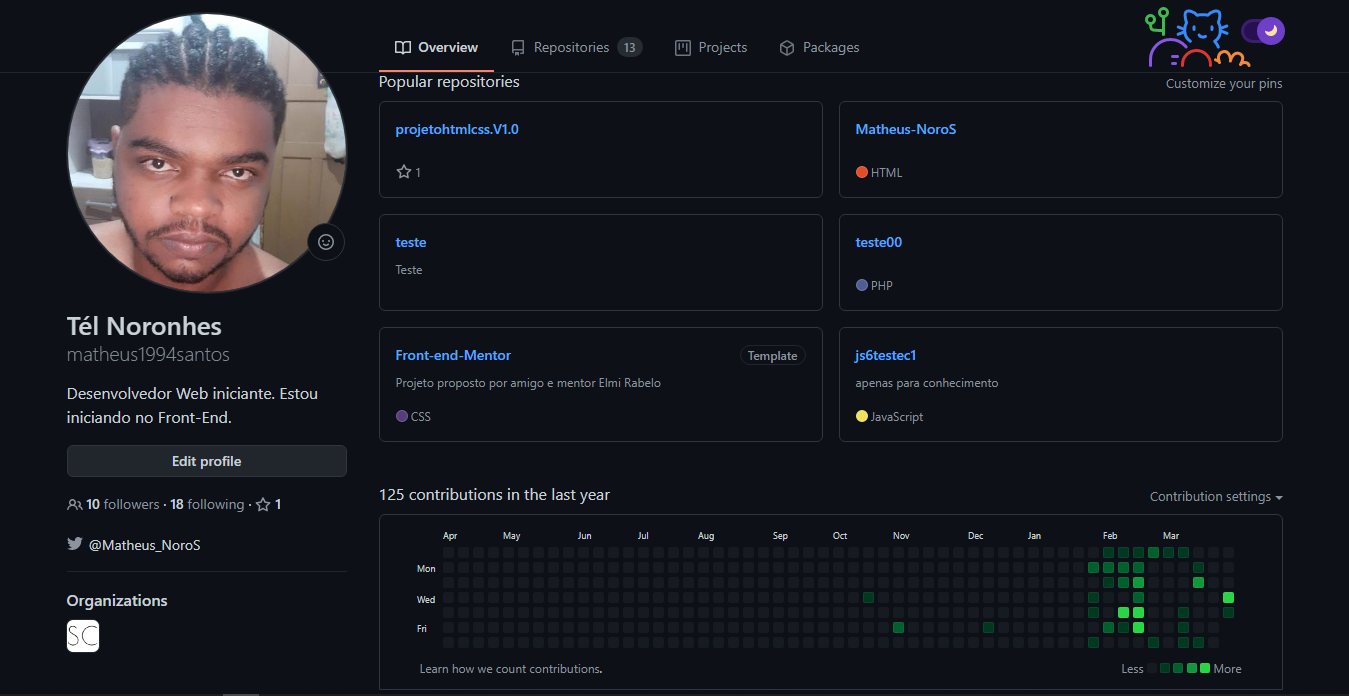 Overview
Repositories 13
Projects
Packages
Popular repositories
Customize your pins
projetohtmlcss.V1.0
1
Matheus-NoroS
HTML
teste
Teste
teste00
PHP
Front-end-Mentor
Template
Projeto proposto por amigo e mentor Elmi Rabelo
CSS
js6testec1
apenas para conhecimento
JavaScript
Tél Noronhes
matheus1994santos
Desenvolvedor Web iniciante. Estou
iniciando no Front-End.
Edit profile
10 followers · 18 following · 1
@Matheus_NoroS
Organizations
SC
125 contributions in the last year
Contribution settings
Apr May Jun Jul Aug Sep Oct Nov Dec Jan Feb Mar
Mon
Wed
Fri
Learn how we count contributions.
Less More